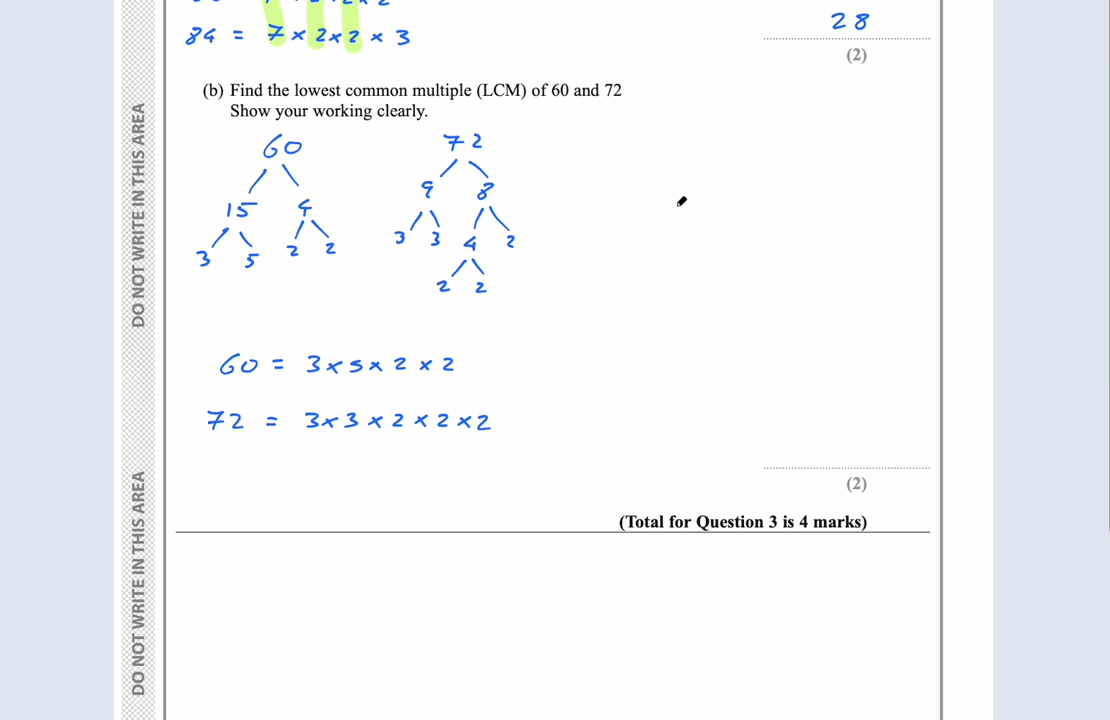 84 = 7 × 2 × 2 × 3
28
(2)
(b) Find the lowest common multiple (LCM) of 60 and 72
Show your working clearly.
60 72
9 8
15 4
3 3 4 2
3 5 2 2
2 2
60 = 3 × 5 × 2 × 2
72 = 3 × 3 × 2 × 2 × 2
(2)
(Total for Question 3 is 4 marks)
DO NOT WRITE IN THIS AREA
DO NOT WRITE IN THIS AREA